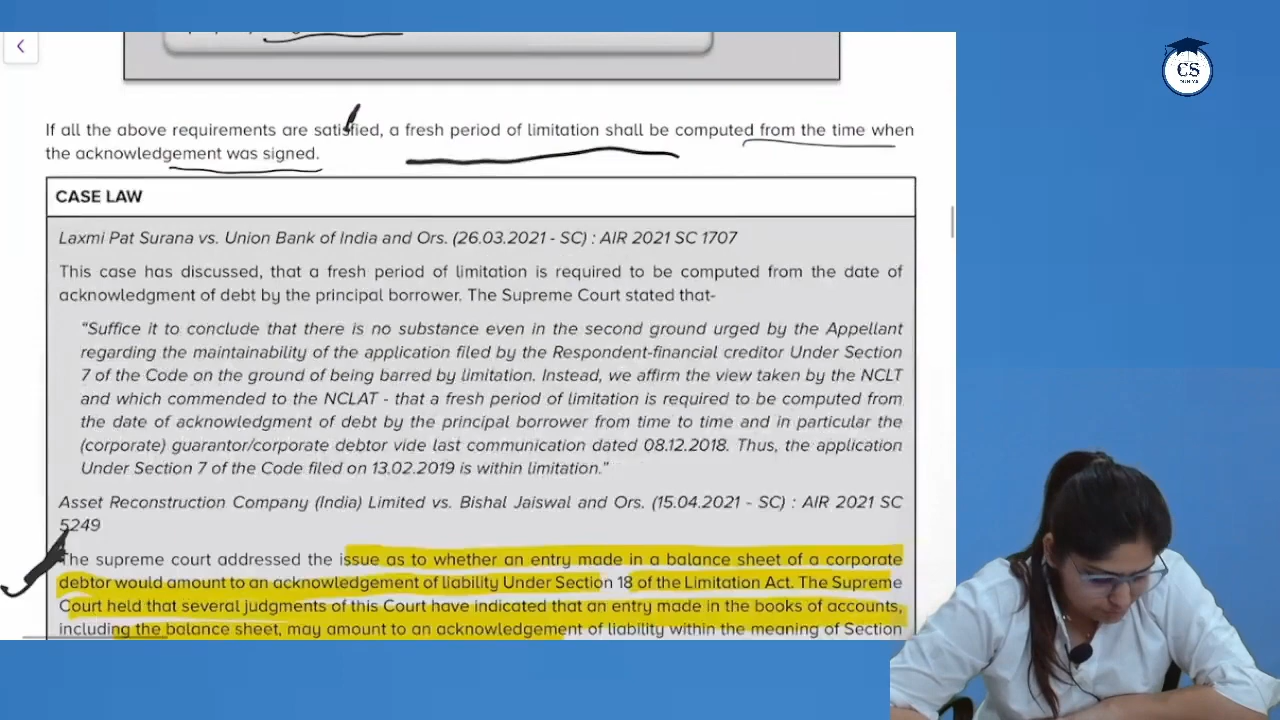 CS
If all the above requirements are satisfied, a fresh period of limitation shall be computed from the time when
the acknowledgement was signed.
CASE LAW
Laxmi Pat Surana vs. Union Bank of India and Ors. (26.03.2021 - SC) : AIR 2021 SC 1707
This case has discussed, that a fresh period of limitation is required to be computed from the date of
acknowledgment of debt by the principal borrower. The Supreme Court stated that-
“Suffice it to conclude that there is no substance even in the second ground urged by the Appellant
regarding the maintainability of the application filed by the Respondent-financial creditor Under Section
7 of the Code on the ground of being barred by limitation. Instead, we affirm the view taken by the NCLT
and which commended to the NCLAT - that a fresh period of limitation is required to be computed from
the date of acknowledgment of debt by the principal borrower from time to time and in particular the
(corporate) guarantor/corporate debtor vide last communication dated 08.12.2018. Thus, the application
Under Section 7 of the Code filed on 13.02.2019 is within limitation.”
Asset Reconstruction Company (India) Limited vs. Bishal Jaiswal and Ors. (15.04.2021 - SC) : AIR 2021 SC
5249
The supreme court addressed the issue as to whether an entry made in a balance sheet of a corporate
debtor would amount to an acknowledgement of liability Under Section 18 of the Limitation Act. The Supreme
Court held that several judgments of this Court have indicated that an entry made in the books of accounts,
including the balance sheet, may amount to an acknowledgement of liability within the meaning of Section